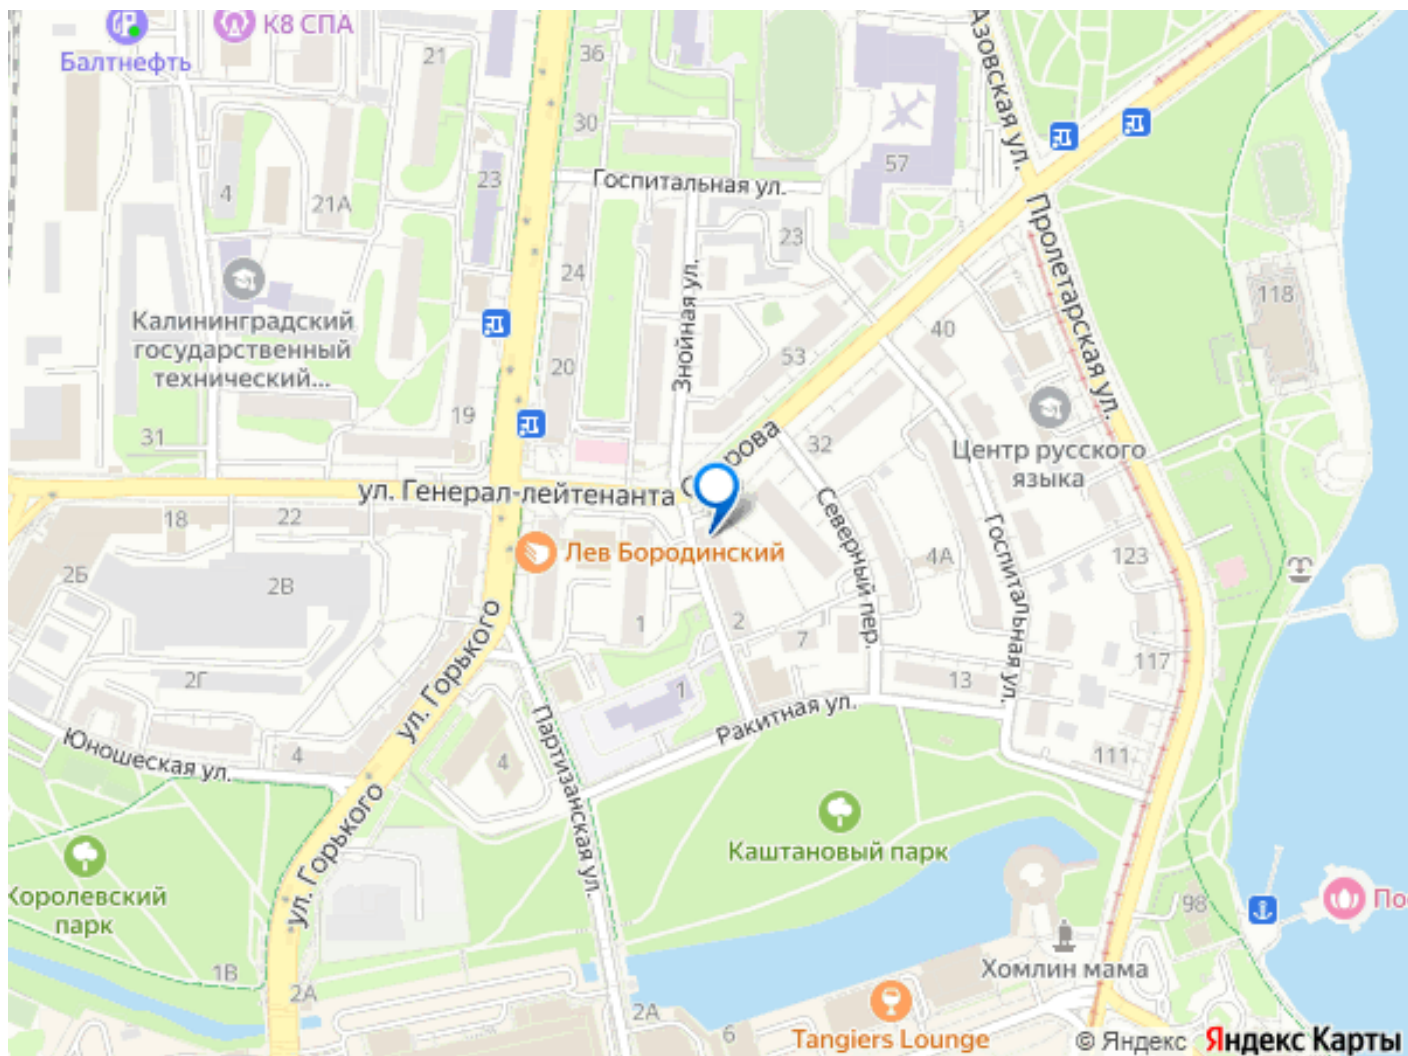 К8 СПА
Балтнефть
21
36
Азовская ул.
30
57
4
21А
23
Госпитальная ул.
23
Пролетарская ул.
24
Знойная ул.
118
Калининградский
государственный
технический...
20
53
40
19
31
32
Центр русского
языка
ул. Генерал-лейтенанта
18
22
Лев Бородинский
Северный пер.
Госпитальная ул.
4А
123
2Б
2В
1
2
7
117
2Г
1
13
ул. Горького
Партизанская ул.
Ракитная ул.
Юношеская ул.
4
4
111
ул. Горького
Каштановый парк
Королевский
парк
98
1В
2А
Хомлин мама
2А
6
Tangiers Lounge
© Яндекс Яндекс Карты